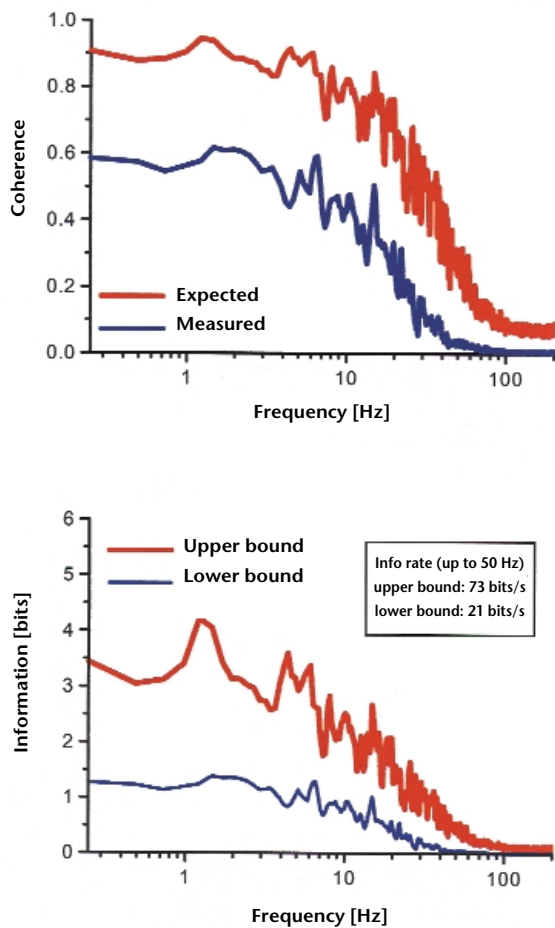 1.0
0.8
0.6
0.4
0.2
0.0
Coherence
Expected
Measured
1
10
100
Frequency [Hz]
6
5
4
3
2
1
0
Information [bits]
Upper bound
Lower bound
Info rate (up to 50 Hz)
upper bound: 73 bits/s
lower bound: 21 bits/s
1
10
100
Frequency [Hz]